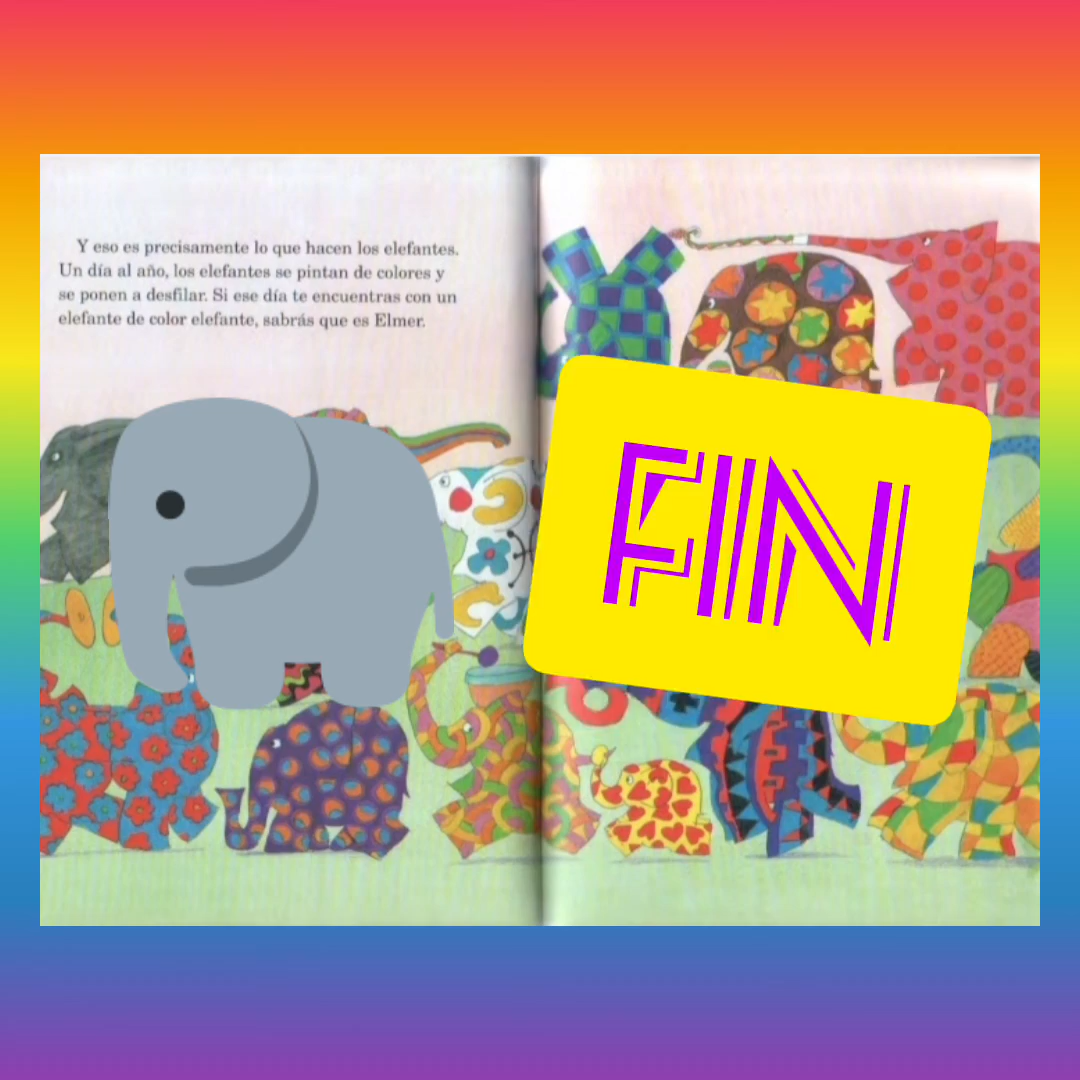 Y eso es precisamente lo que hacen los elefantes.
Un día al año, los elefantes se pintan de colores y
se ponen a desfilar. Si ese día te encuentras con un
elefante de color elefante, sabrás que es Elmer.
FIN